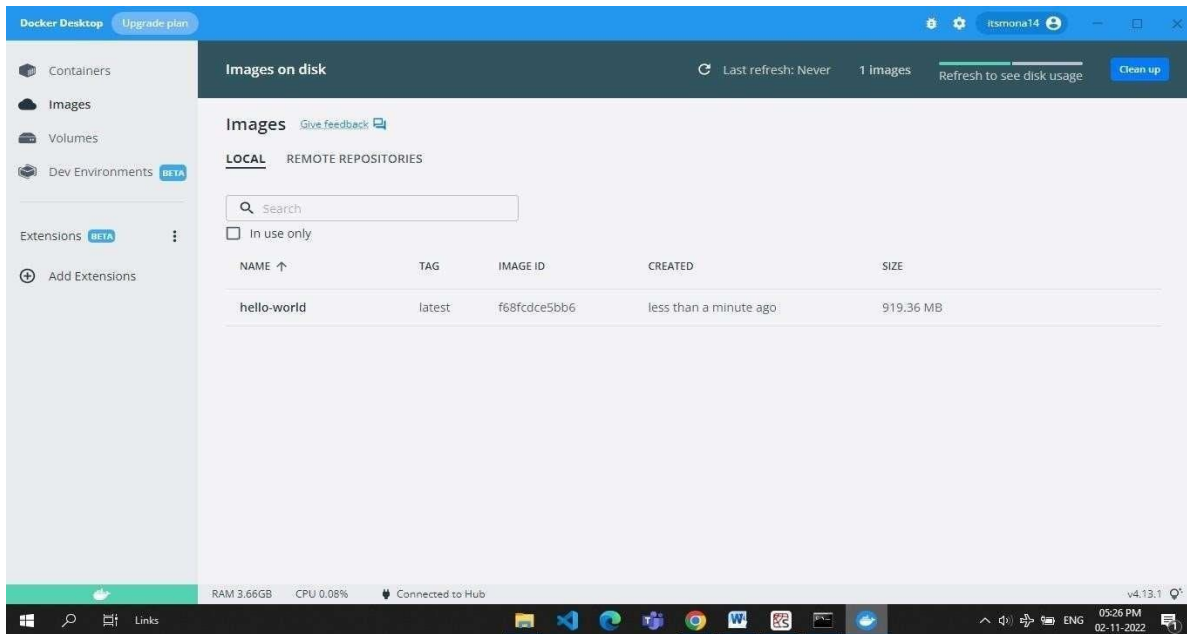 Docker Desktop Upgrade plan itsmona14
Containers
Images
Volumes
Dev Environments BETA
Extensions BETA
Add Extensions
Images on disk Last refresh: Never 1 images Refresh to see disk usage Clean up
Images Give feedback
LOCAL REMOTE REPOSITORIES
Search
In use only
NAME TAG IMAGE ID CREATED SIZE
hello-world latest f68fcdce5bb6 less than a minute ago 919.36 MB
RAM 3.66GB CPU 0.08% Connected to Hub v4.13.1
Links ENG 05:26 PM
02-11-2022 1